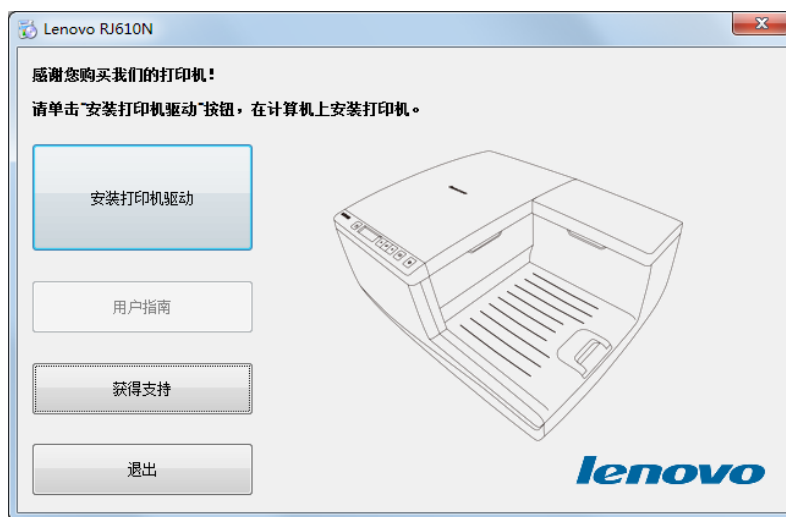 Lenovo RJ610N
感谢您购买我们的打印机！
请单击"安装打印机驱动"按钮，在计算机上安装打印机。
安装打印机驱动
用户指南
获得支持
退出
lenovo